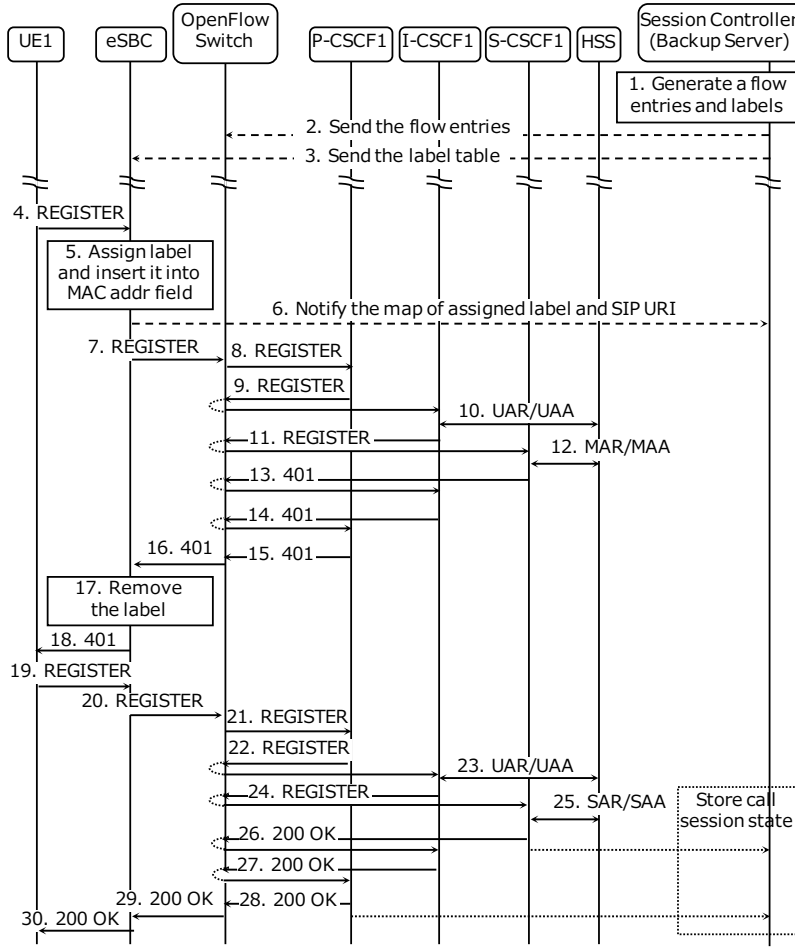 UE1
eSBC
OpenFlow
Switch
P-CSCF1
I-CSCF1
S-CSCF1
HSS
Session Controller
(Backup Server)
1. Generate a flow
entries and labels
2. Send the flow entries
3. Send the label table
4. REGISTER
5. Assign label
and insert it into
MAC addr field
6. Notify the map of assigned label and SIP URI
7. REGISTER
8. REGISTER
9. REGISTER
10. UAR/UAA
11. REGISTER
12. MAR/MAA
13. 401
14. 401
15. 401
16. 401
17. Remove
the label
18. 401
19. REGISTER
20. REGISTER
21. REGISTER
22. REGISTER
23. UAR/UAA
24. REGISTER
25. SAR/SAA
Store call
session state
26. 200 OK
27. 200 OK
28. 200 OK
29. 200 OK
30. 200 OK